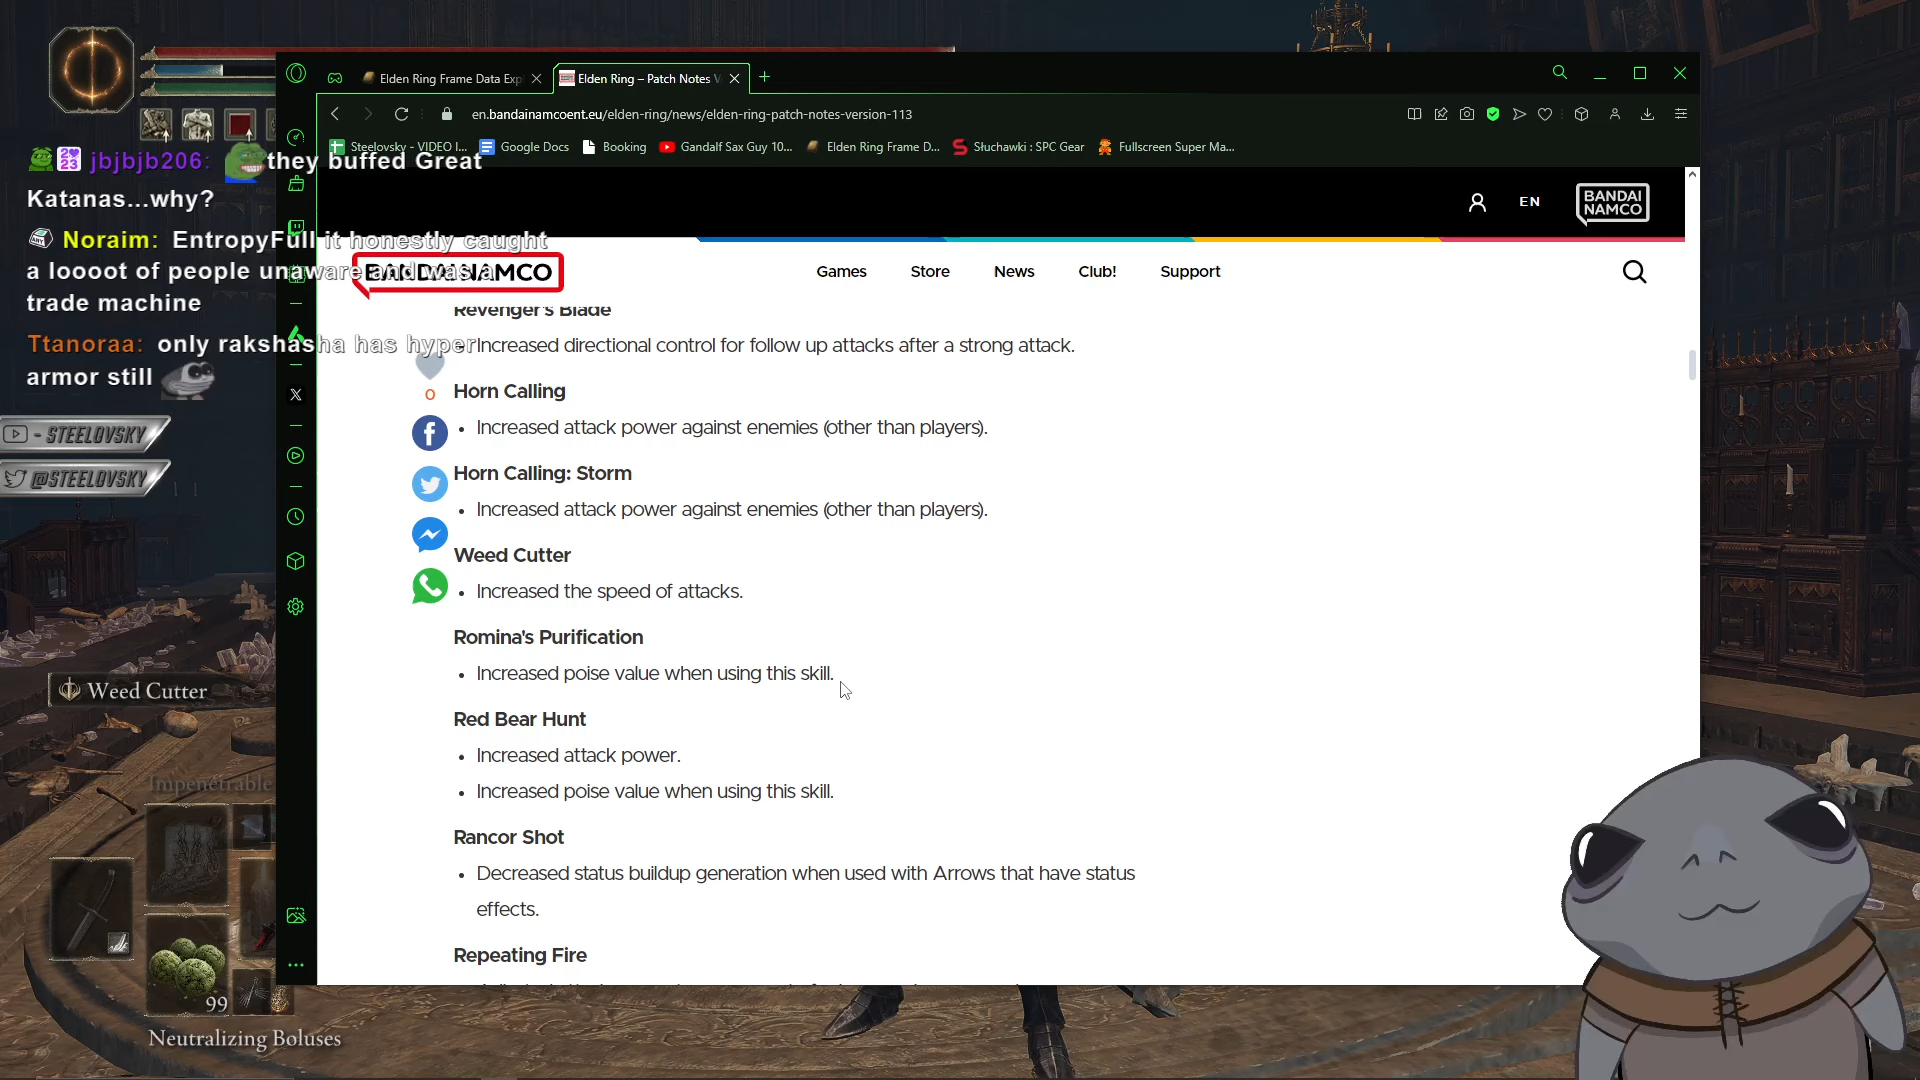 Elden Ring Frame Data Exp
Elden Ring – Patch Notes V
en.bandainamcoent.eu/elden-ring/news/elden-ring-patch-notes-version-113
Steelovsky - VIDEO I...
Google Docs
Booking
Gandalf Sax Guy 10...
Elden Ring Frame D...
Słuchawki : SPC Gear
Fullscreen Super Ma...
jbjbjb206: they buffed Great
Katanas...why?
Noraim: EntropyFull it honestly caught
a loooot of people unaware and was a
trade machine
Ttanoraa: only rakshasha has hyper
armor still
- STEELOVSKY
@STEELOVSKY
EN
BANDAI
NAMCO
BANDAI NAMCO
Games
Store
News
Club!
Support
Revenger's Blade
Increased directional control for follow up attacks after a strong attack.
0
Horn Calling
• Increased attack power against enemies (other than players).
Horn Calling: Storm
• Increased attack power against enemies (other than players).
Weed Cutter
• Increased the speed of attacks.
Romina's Purification
• Increased poise value when using this skill.
Red Bear Hunt
• Increased attack power.
• Increased poise value when using this skill.
Rancor Shot
• Decreased status buildup generation when used with Arrows that have status
effects.
Repeating Fire
Weed Cutter
Impenetrable
99
Neutralizing Boluses